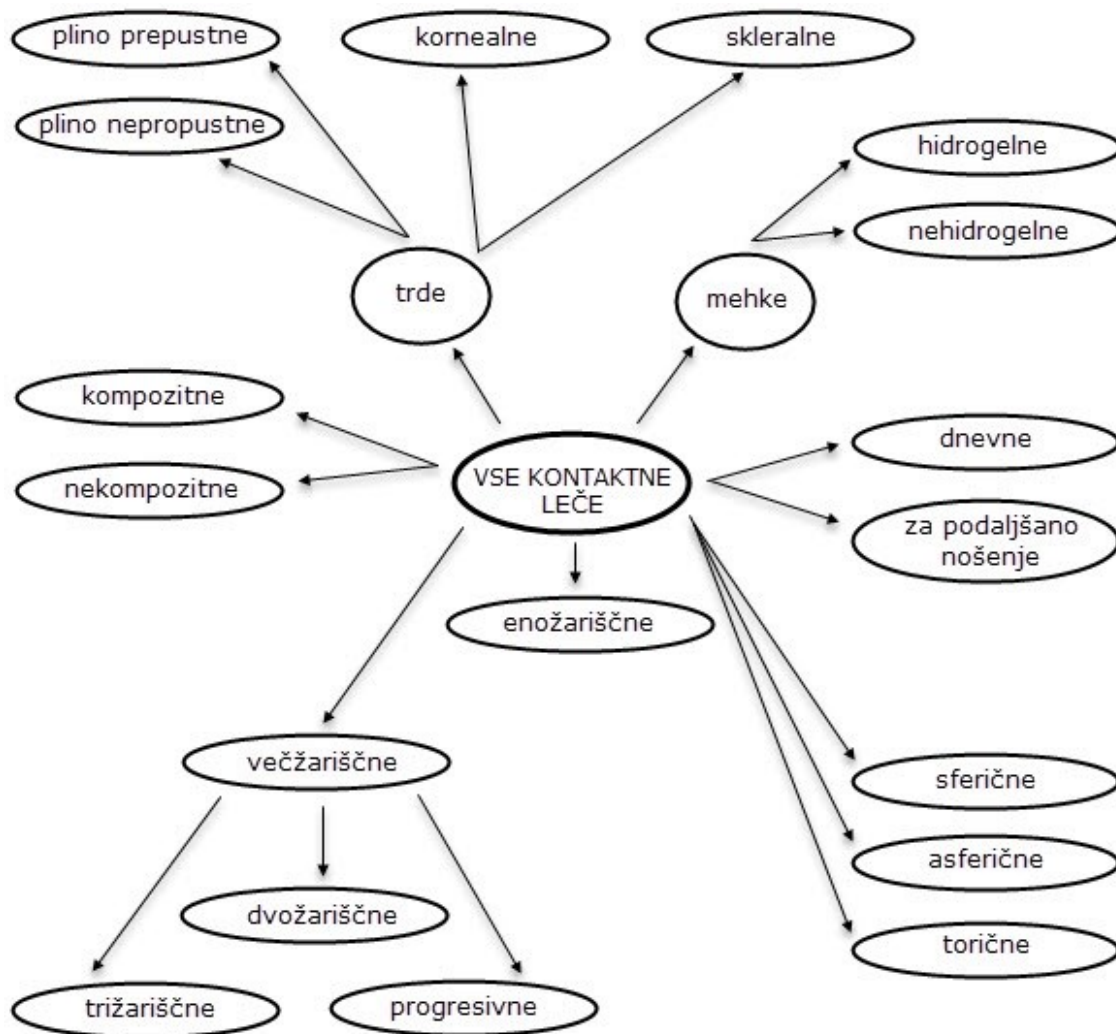 plino prepustne
kornealne
skleralne
plino nepropustne
hidrogelne
nehidrogelne
trde
mehke
kompozitne
dnevne
VSE KONTAKTNE
LEČE
nekompozitne
za podaljšano
nošenje
enožariščne
večžariščne
sferične
asferične
dvožariščne
torične
trižariščne
progresivne